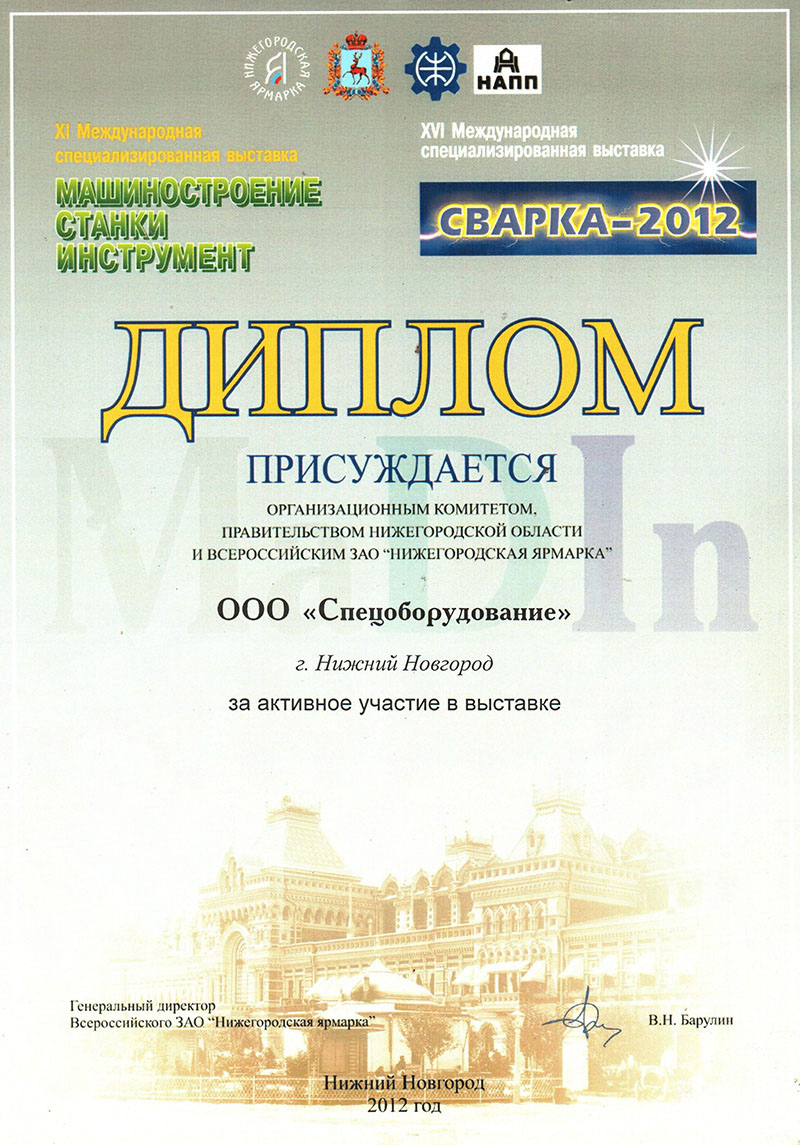 НИЖЕГОРОДСКАЯ ЯРМАРКА
НАПП
XI Международная
специализированная выставка
МАШИНОСТРОЕНИЕ
СТАНКИ
ИНСТРУМЕНТ
XVI Международная
специализированная выставка
СВАРКА-2012
ДИПЛОМ
MaDIn
ПРИСУЖДАЕТСЯ
ОРГАНИЗАЦИОННЫМ КОМИТЕТОМ,
ПРАВИТЕЛЬСТВОМ НИЖЕГОРОДСКОЙ ОБЛАСТИ
И ВСЕРОССИЙСКИМ ЗАО “НИЖЕГОРОДСКАЯ ЯРМАРКА”
ООО «Спецоборудование»
г. Нижний Новгород
за активное участие в выставке
Генеральный директор
Всероссийского ЗАО “Нижегородская ярмарка”
В.Н. Барулин
Нижний Новгород
2012 год